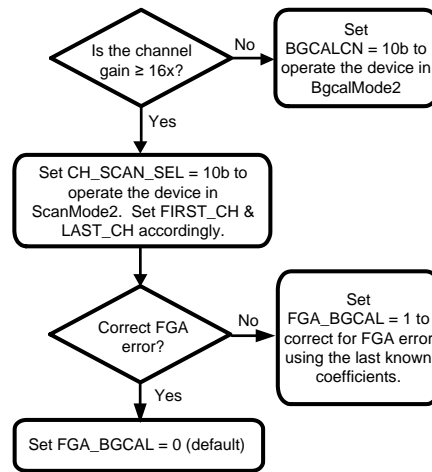 Is the channel
gain ≥ 16x?
No
Set
BGCALCN = 10b to
operate the device in
BgcalMode2
Yes
Set CH_SCAN_SEL = 10b to
operate the device in
ScanMode2. Set FIRST_CH &
LAST_CH accordingly.
Correct FGA
error?
No
Set
FGA_BGCAL = 1 to
correct for FGA error
using the last known
coefficients.
Yes
Set FGA_BGCAL = 0 (default)